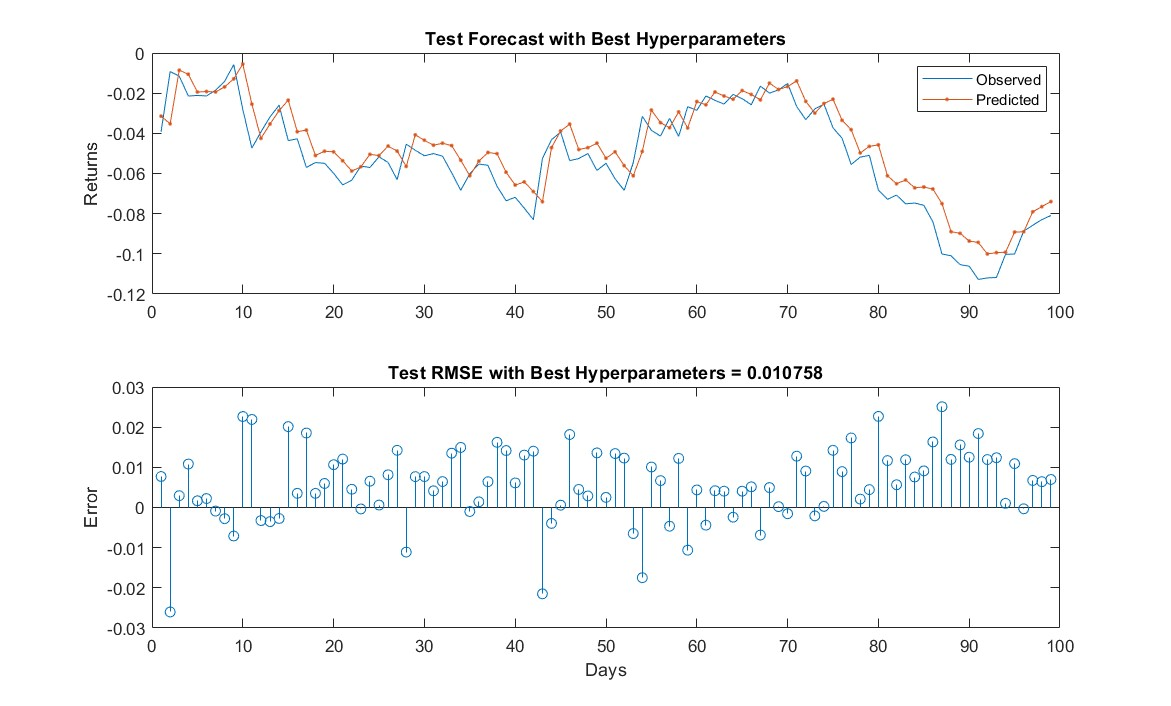 Test Forecast with Best Hyperparameters
0
-0.02
-0.04
-0.06
-0.08
-0.1
-0.12
Returns
Observed
Predicted
0 10 20 30 40 50 60 70 80 90 100
Test RMSE with Best Hyperparameters = 0.010758
0.03
0.02
0.01
0
-0.01
-0.02
-0.03
Error
0 10 20 30 40 50 60 70 80 90 100
Days